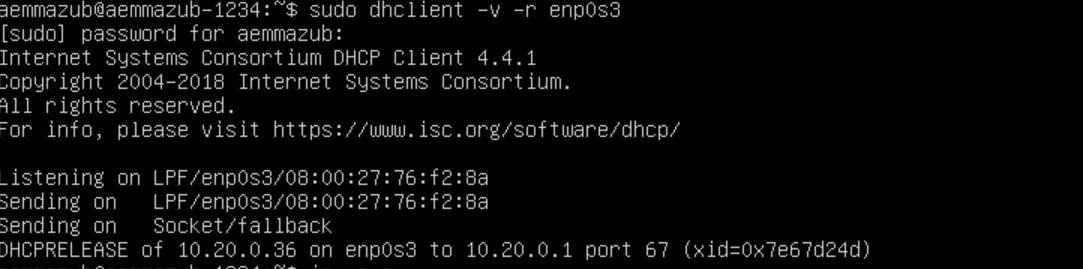 aemmazub@aemmazub-1234:~$ sudo dhclient -v -r enp0s3
[sudo] password for aemmazub:
Internet Systems Consortium DHCP Client 4.4.1
Copyright 2004-2018 Internet Systems Consortium.
All rights reserved.
For info, please visit https://www.isc.org/software/dhcp/
Listening on LPF/enp0s3/08:00:27:76:f2:8a
Sending on   LPF/enp0s3/08:00:27:76:f2:8a
Sending on   Socket/fallback
DHCPRELEASE of 10.20.0.36 on enp0s3 to 10.20.0.1 port 67 (xid=0x7e67d24d)